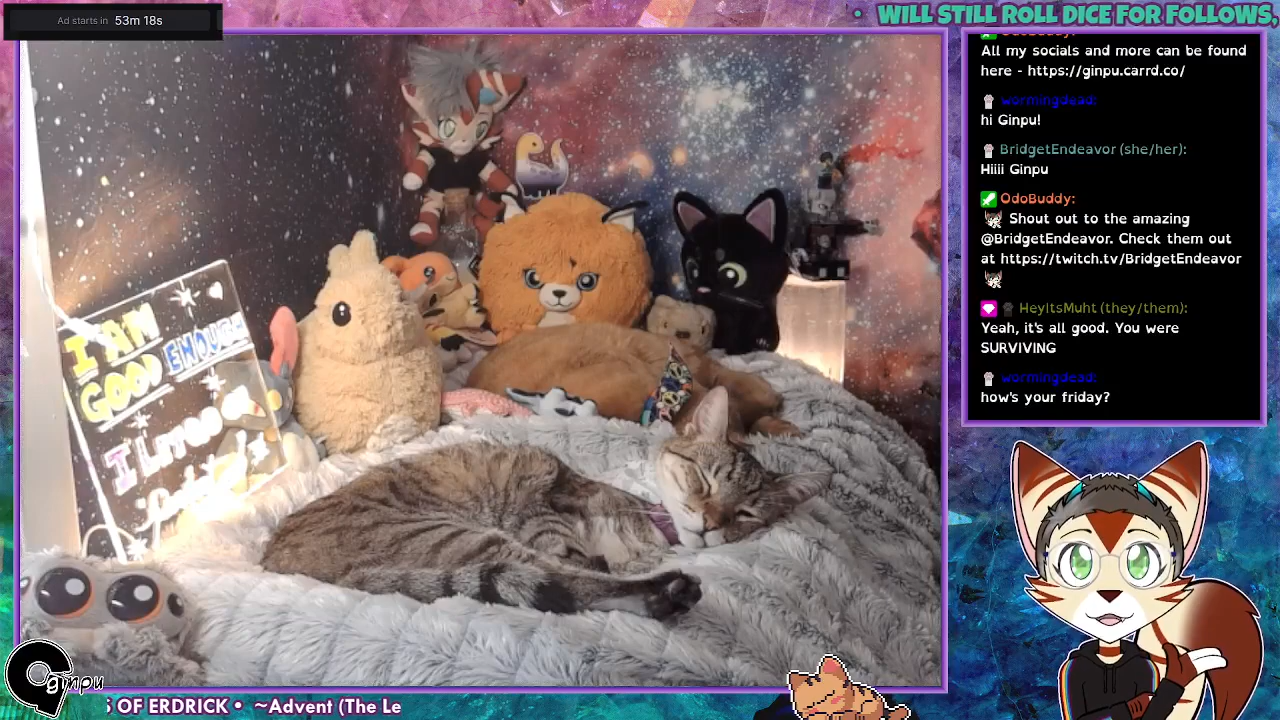 Ad starts in 53m 18s
• WILL STILL ROLL DICE FOR FOLLOWS,
OdoBuddy:
All my socials and more can be found
here - https://ginpu.carrd.co/
wormingdead:
hi Ginpu!
BridgetEndeavor (she/her):
Hiiii Ginpu
OdoBuddy:
Shout out to the amazing
@BridgetEndeavor. Check them out
at https://twitch.tv/BridgetEndeavor
HeyItsMuht (they/them):
Yeah, it's all good. You were
SURVIVING
wormingdead:
how's your friday?
I AM
GOOD ENOUGH
ginpu
S OF ERDRICK • ~Advent (The Le